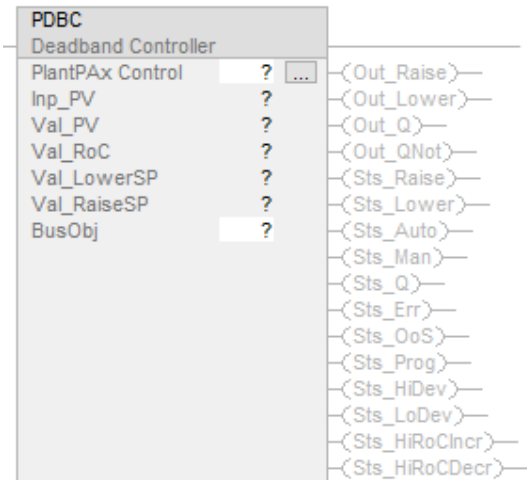 PDBC
Deadband Controller
PlantPAx Control ? ... (Out_Raise)
Inp_PV ? (Out_Lower)
Val_PV ? (Out_Q)
Val_RoC ? (Out_QNot)
Val_LowerSP ? (Sts_Raise)
Val_RaiseSP ? (Sts_Lower)
BusObj ? (Sts_Auto)
(Sts_Man)
(Sts_Q)
(Sts_Err)
(Sts_OoS)
(Sts_Prog)
(Sts_HiDev)
(Sts_LoDev)
(Sts_HiRoCIncr)
(Sts_HiRoCDecr)